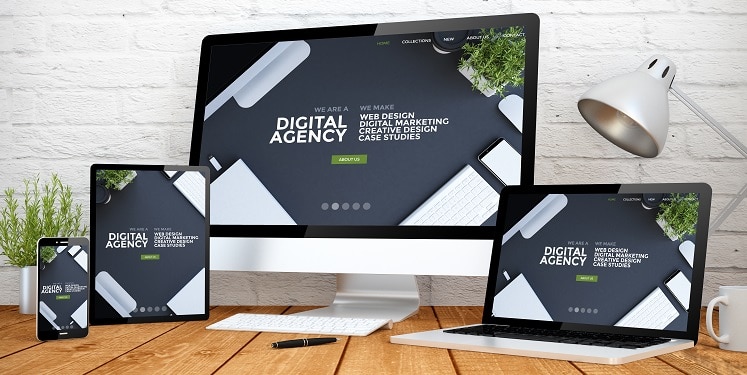 HOME COLLECTIONS NEW ABOUT US CONTACT
WE ARE A WE MAKE
DIGITAL AGENCY
WEB DESIGN
DIGITAL MARKETING
CREATIVE DESIGN
CASE STUDIES
ABOUT US
WE ARE A WE MAKE
DIGITAL AGENCY
WEB DESIGN
DIGITAL MARKETING
CREATIVE DESIGN
CASE STUDIES
ABOUT US
DIGITAL
AGENCY
HOME COLLECTIONS NEW ABOUT US CONTACT
WE ARE A WE MAKE
DIGITAL AGENCY
WEB DESIGN
DIGITAL MARKETING
CREATIVE DESIGN
CASE STUDIES
ABOUT US